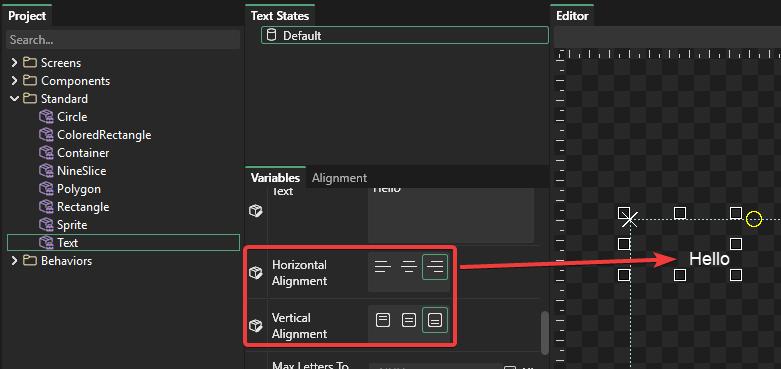 Project
Search...
Screens
Components
Standard
Circle
ColoredRectangle
Container
NineSlice
Polygon
Rectangle
Sprite
Text
Behaviors
Text States
Default
Variables Alignment
Text
Hello
Horizontal
Alignment
Vertical
Alignment
Max Letters To
Editor
Hello